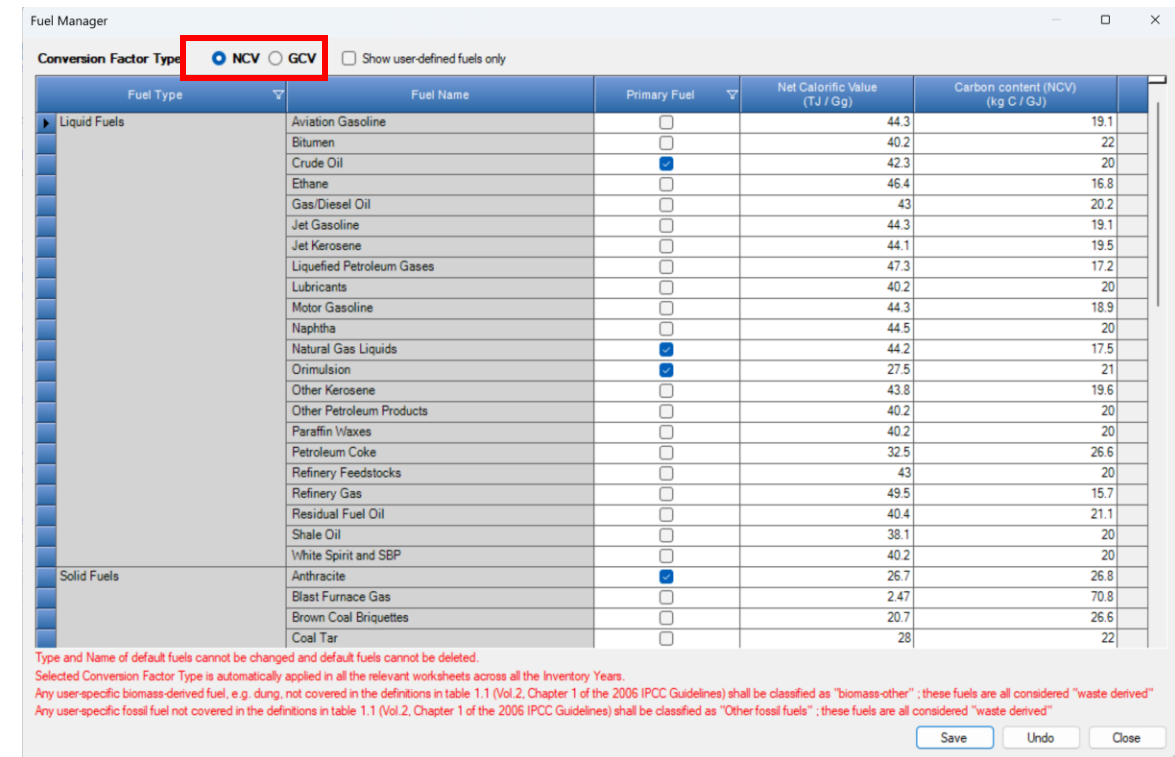 Fuel Manager
Conversion Factor Type NCV GCV Show user-defined fuels only
Fuel Type Fuel Name Primary Fuel Net Calorific Value (TJ / Gg) Carbon content (NCV) (kg C / GJ)
Liquid Fuels Aviation Gasoline 44.3 19.1
Bitumen 40.2 22
Crude Oil 42.3 20
Ethane 46.4 16.8
Gas/Diesel Oil 43 20.2
Jet Gasoline 44.3 19.1
Jet Kerosene 44.1 19.5
Liquefied Petroleum Gases 47.3 17.2
Lubricants 40.2 20
Motor Gasoline 44.3 18.9
Naphtha 44.5 20
Natural Gas Liquids 44.2 17.5
Orimulsion 27.5 21
Other Kerosene 43.8 19.6
Other Petroleum Products 40.2 20
Paraffin Waxes 40.2 20
Petroleum Coke 32.5 26.6
Refinery Feedstocks 43 20
Refinery Gas 49.5 15.7
Residual Fuel Oil 40.4 21.1
Shale Oil 38.1 20
White Spirit and SBP 40.2 20
Solid Fuels Anthracite 26.7 26.8
Blast Furnace Gas 2.47 70.8
Brown Coal Briquettes 20.7 26.6
Coal Tar 28 22
Type and Name of default fuels cannot be changed and default fuels cannot be deleted.
Selected Conversion Factor Type is automatically applied in all the relevant worksheets across all the Inventory Years.
Any user-specific biomass-derived fuel, e.g. dung, not covered in the definitions in table 1.1 (Vol.2, Chapter 1 of the 2006 IPCC Guidelines) shall be classified as "biomass-other" ; these fuels are all considered "waste derived"
Any user-specific fossil fuel not covered in the definitions in table 1.1 (Vol.2, Chapter 1 of the 2006 IPCC Guidelines) shall be classified as "Other fossil fuels" ; these fuels are all considered "waste derived"
Save Undo Close